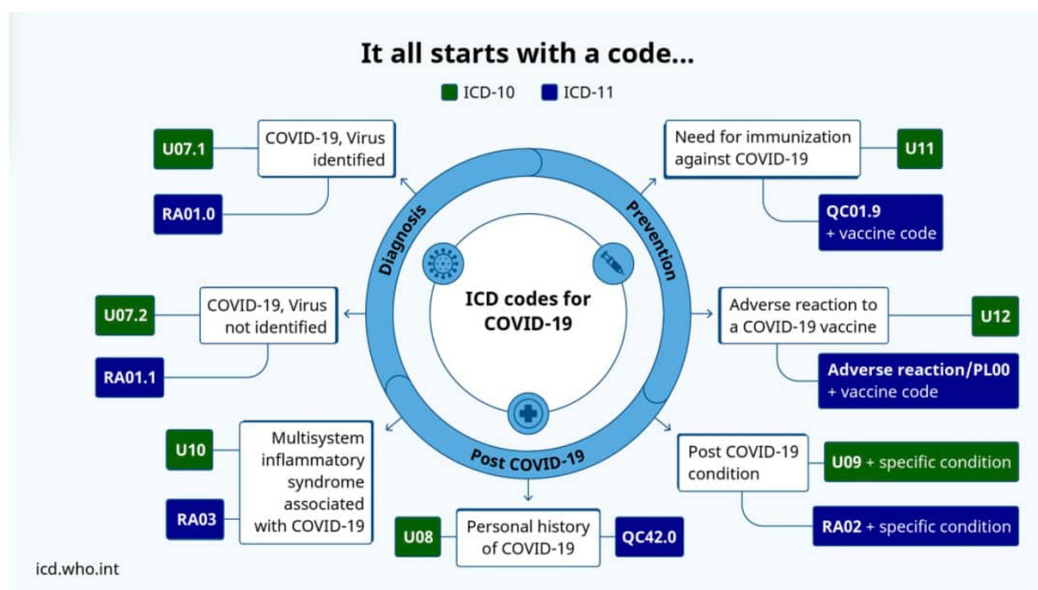 It all starts with a code...
ICD-10
ICD-11
U07.1
COVID-19, Virus
identified
RA01.0
Need for immunization
against COVID-19
U11
QC01.9
+ vaccine code
Diagnosis
Prevention
ICD codes for
COVID-19
U07.2
COVID-19, Virus
not identified
RA01.1
Adverse reaction to
a COVID-19 vaccine
U12
Adverse reaction/PL00
+ vaccine code
U10
Multisystem
inflammatory
syndrome
associated
with COVID-19
RA03
Post COVID-19
Post COVID-19
condition
U09 + specific condition
RA02 + specific condition
U08
Personal history
of COVID-19
QC42.0
icd.who.int